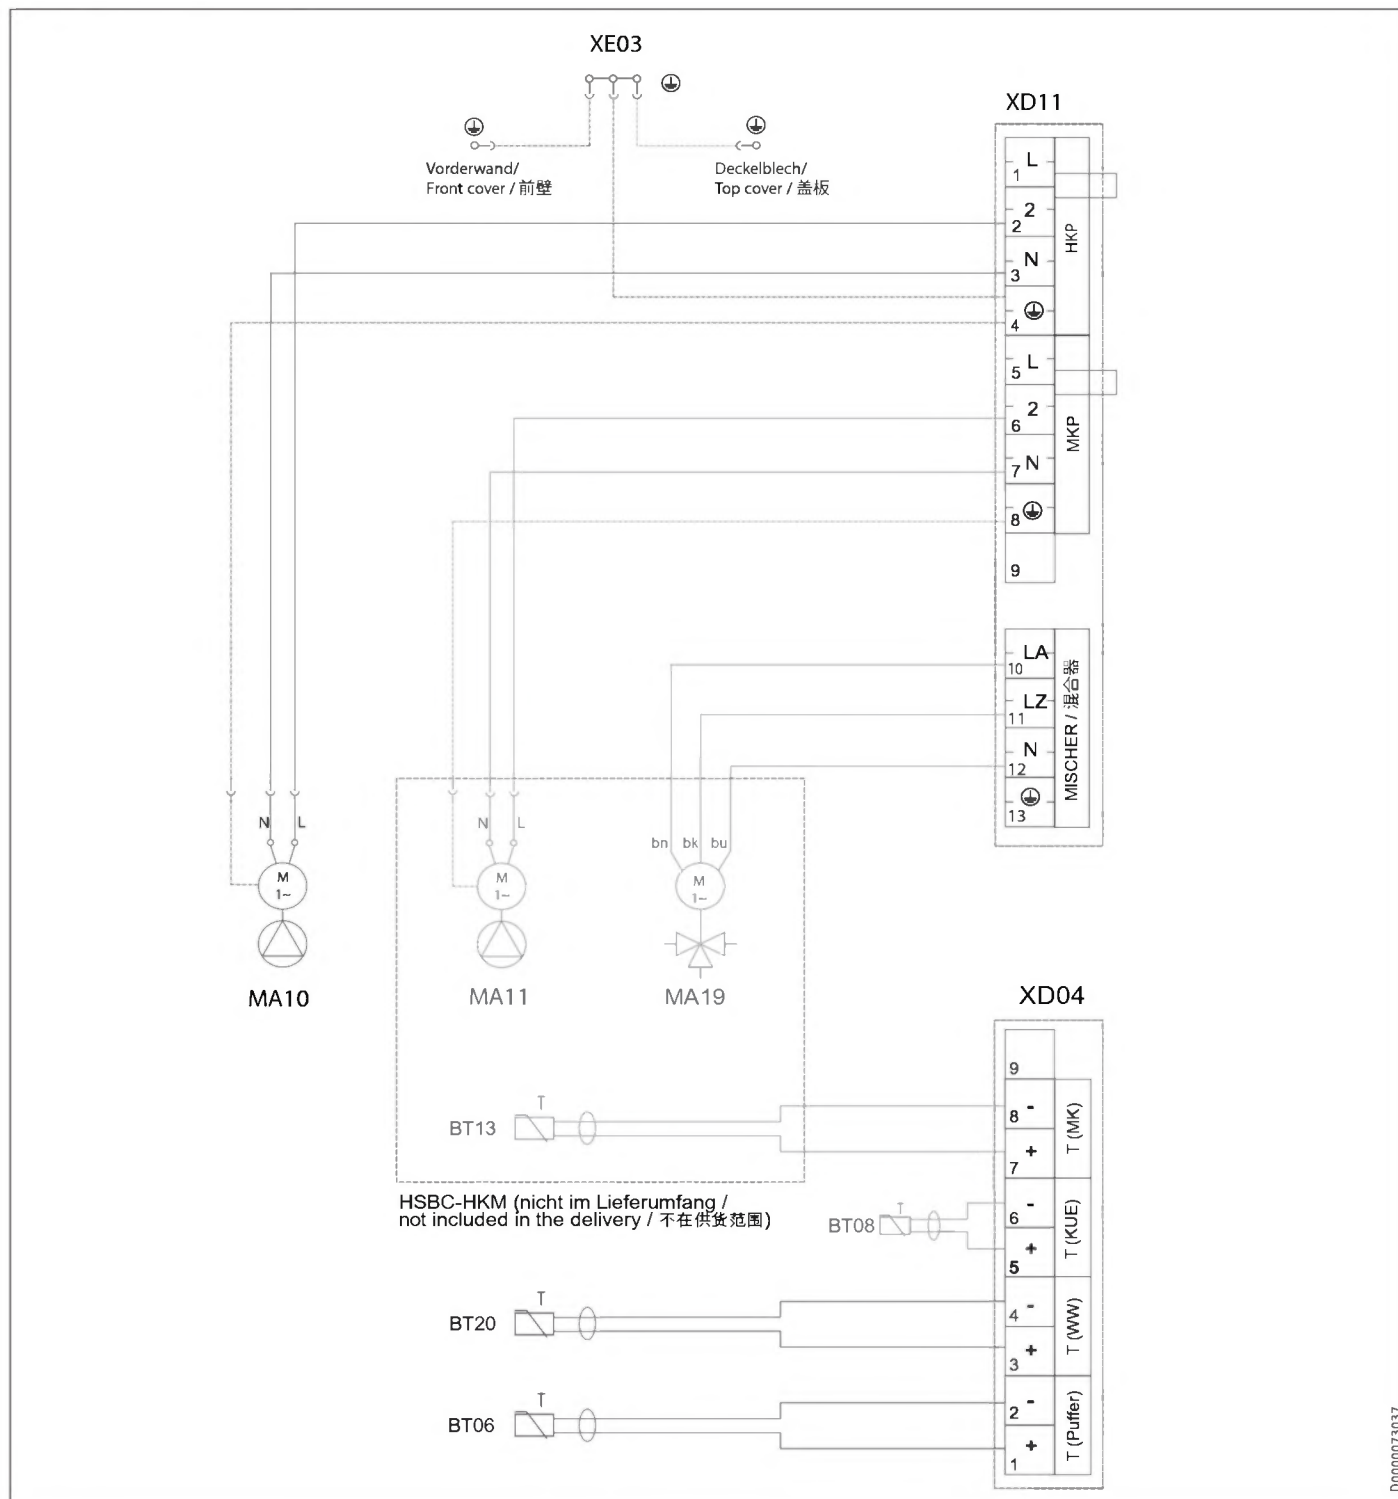 XE03
XD11
Vorderwand/
Front cover / 前壁
Deckelblech/
Top cover / 盖板
L
1
2
2
N
3
4
HKP
L
5
2
6
N
7
8
MKP
9
LA
10
LZ
11
N
12
13
MISCHER / 混合器
N
L
M
1~
MA10
N
L
M
1~
MA11
bn
bk
bu
M
1~
MA19
XD04
9
8 -
+
7
T (MK)
6 -
+
5
T (KUE)
4 -
+
3
T (WW)
2 -
+
1
T (Puffer)
T
BT13
HSBC-HKM (nicht im Lieferumfang /
not included in the delivery / 不在供货范围)
T
BT08
T
BT20
T
BT06
D0000073037